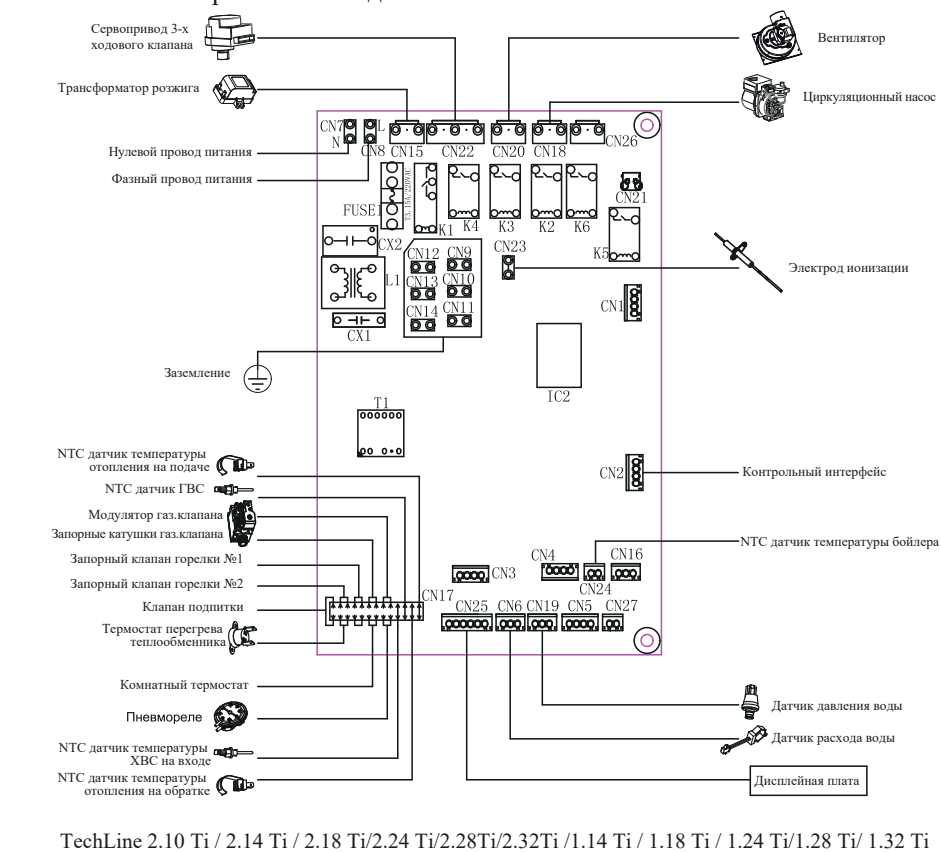 Сервопривод 3-х
ходового клапана
Трансформатор розжига
Вентилятор
Циркуляционный насос
CN7
L
N
CN8
CN15
CN22
CN20
CN18
CN26
Нулевой провод питания
Фазный провод питания
FUSE1
T3.15A/220VAC
K1
K4
K3
K2
K6
CN21
K5
CX2
CN12
CN9
CN23
Электрод ионизации
L1
CN13
CN10
CN1
CN14
CN11
CX1
Заземление
IC2
T1
NTC датчик температуры
отопления на подаче
NTC датчик ГВС
CN2
Контрольный интерфейс
Модулятор газ.клапана
Запорные катушки газ.клапана
NTC датчик температуры бойлера
Запорный клапан горелки №1
CN4
CN16
CN3
Запорный клапан горелки №2
CN24
CN17
Клапан подпитки
CN25
CN6
CN19
CN5
CN27
Термостат перегрева
теплообменника
Комнатный термостат
Датчик давления воды
Пневмореле
Датчик расхода воды
NTC датчик температуры
ХВС на входе
NTC датчик температуры
отопления на обратке
Дисплейная плата
TechLine 2.10 Ti / 2.14 Ti / 2.18 Ti/2.24 Ti/2.28Ti/2.32Ti /1.14 Ti / 1.18 Ti / 1.24 Ti/1.28 Ti/ 1.32 Ti